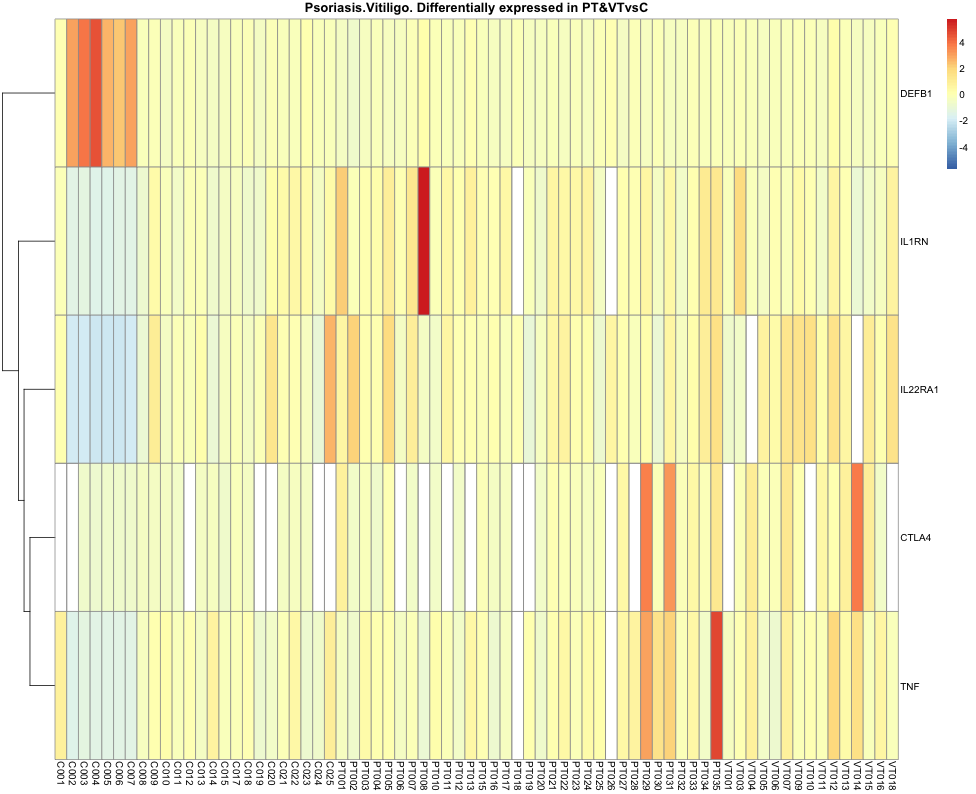 Psoriasis.Vitiligo. Differentially expressed in PT&VTvsC
4
2
0
-2
-4
DEFB1
IL1RN
IL22RA1
CTLA4
TNF
C001
C002
C003
C004
C005
C006
C007
C008
C009
C010
C011
C012
C013
C014
C015
C017
C018
C019
C020
C021
C022
C023
C024
C025
PT001
PT002
PT003
PT004
PT005
PT006
PT007
PT008
PT010
PT011
PT012
PT013
PT015
PT016
PT017
PT018
PT019
PT020
PT021
PT022
PT023
PT024
PT025
PT026
PT027
PT028
PT029
PT030
PT031
PT032
PT033
PT034
PT035
VT001
VT003
VT004
VT005
VT006
VT007
VT009
VT010
VT011
VT012
VT013
VT014
VT015
VT016
VT018